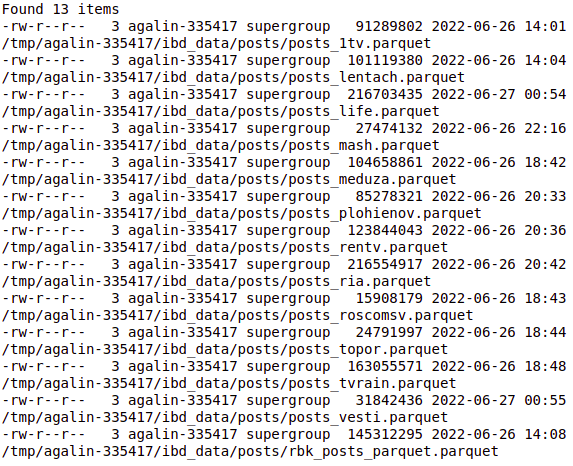 Found 13 items
-rw-r--r--   3 agalin-335417 supergroup   91289802 2022-06-26 14:01
/tmp/agalin-335417/ibd_data/posts/posts_1tv.parquet
-rw-r--r--   3 agalin-335417 supergroup  101119380 2022-06-26 14:04
/tmp/agalin-335417/ibd_data/posts/posts_lentach.parquet
-rw-r--r--   3 agalin-335417 supergroup  216703435 2022-06-27 00:54
/tmp/agalin-335417/ibd_data/posts/posts_life.parquet
-rw-r--r--   3 agalin-335417 supergroup   27474132 2022-06-26 22:16
/tmp/agalin-335417/ibd_data/posts/posts_mash.parquet
-rw-r--r--   3 agalin-335417 supergroup  104658861 2022-06-26 18:42
/tmp/agalin-335417/ibd_data/posts/posts_meduza.parquet
-rw-r--r--   3 agalin-335417 supergroup   85278321 2022-06-26 20:33
/tmp/agalin-335417/ibd_data/posts/posts_plohienov.parquet
-rw-r--r--   3 agalin-335417 supergroup  123844043 2022-06-26 20:36
/tmp/agalin-335417/ibd_data/posts/posts_rentv.parquet
-rw-r--r--   3 agalin-335417 supergroup  216554917 2022-06-26 20:42
/tmp/agalin-335417/ibd_data/posts/posts_ria.parquet
-rw-r--r--   3 agalin-335417 supergroup   15908179 2022-06-26 18:43
/tmp/agalin-335417/ibd_data/posts/posts_roscomsv.parquet
-rw-r--r--   3 agalin-335417 supergroup   24791997 2022-06-26 18:44
/tmp/agalin-335417/ibd_data/posts/posts_topor.parquet
-rw-r--r--   3 agalin-335417 supergroup  163055571 2022-06-26 18:48
/tmp/agalin-335417/ibd_data/posts/posts_tvrain.parquet
-rw-r--r--   3 agalin-335417 supergroup   31842436 2022-06-27 00:55
/tmp/agalin-335417/ibd_data/posts/posts_vesti.parquet
-rw-r--r--   3 agalin-335417 supergroup  145312295 2022-06-26 14:08
/tmp/agalin-335417/ibd_data/posts/rbk_posts_parquet.parquet